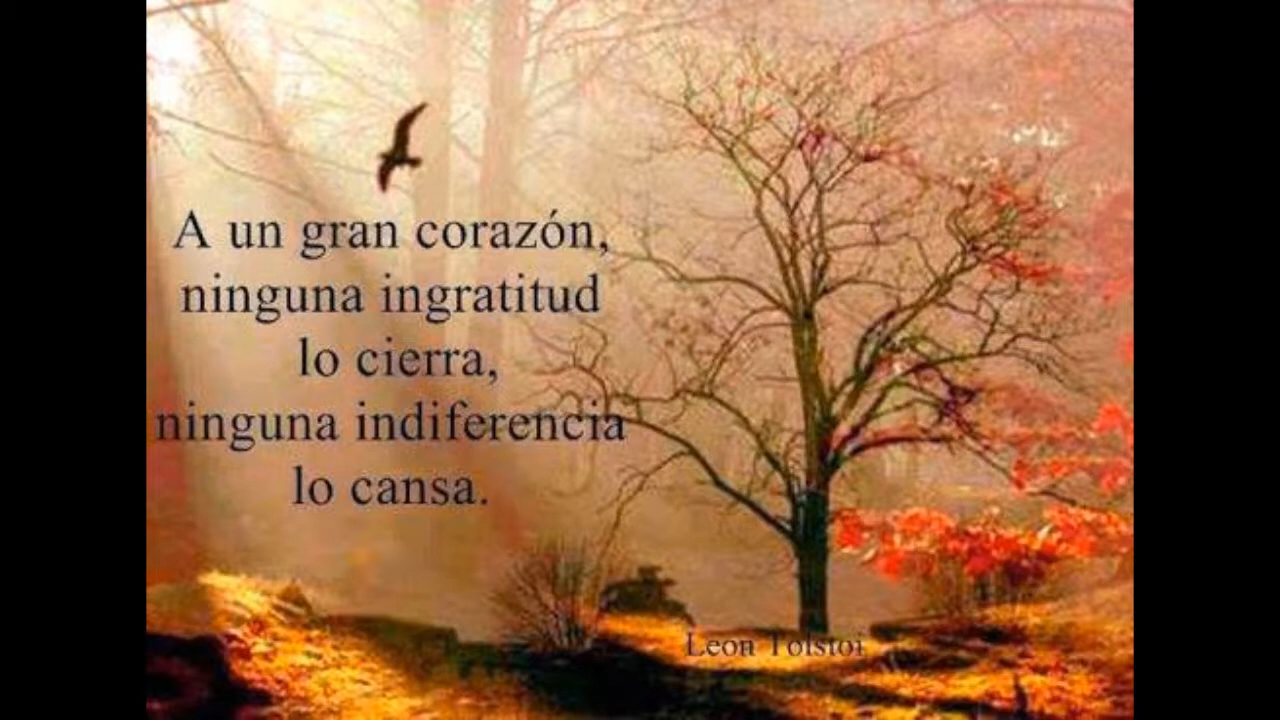 A un gran corazón,
ninguna ingratitud
lo cierra,
ninguna indiferencia
lo cansa.
Leon Tolstoi